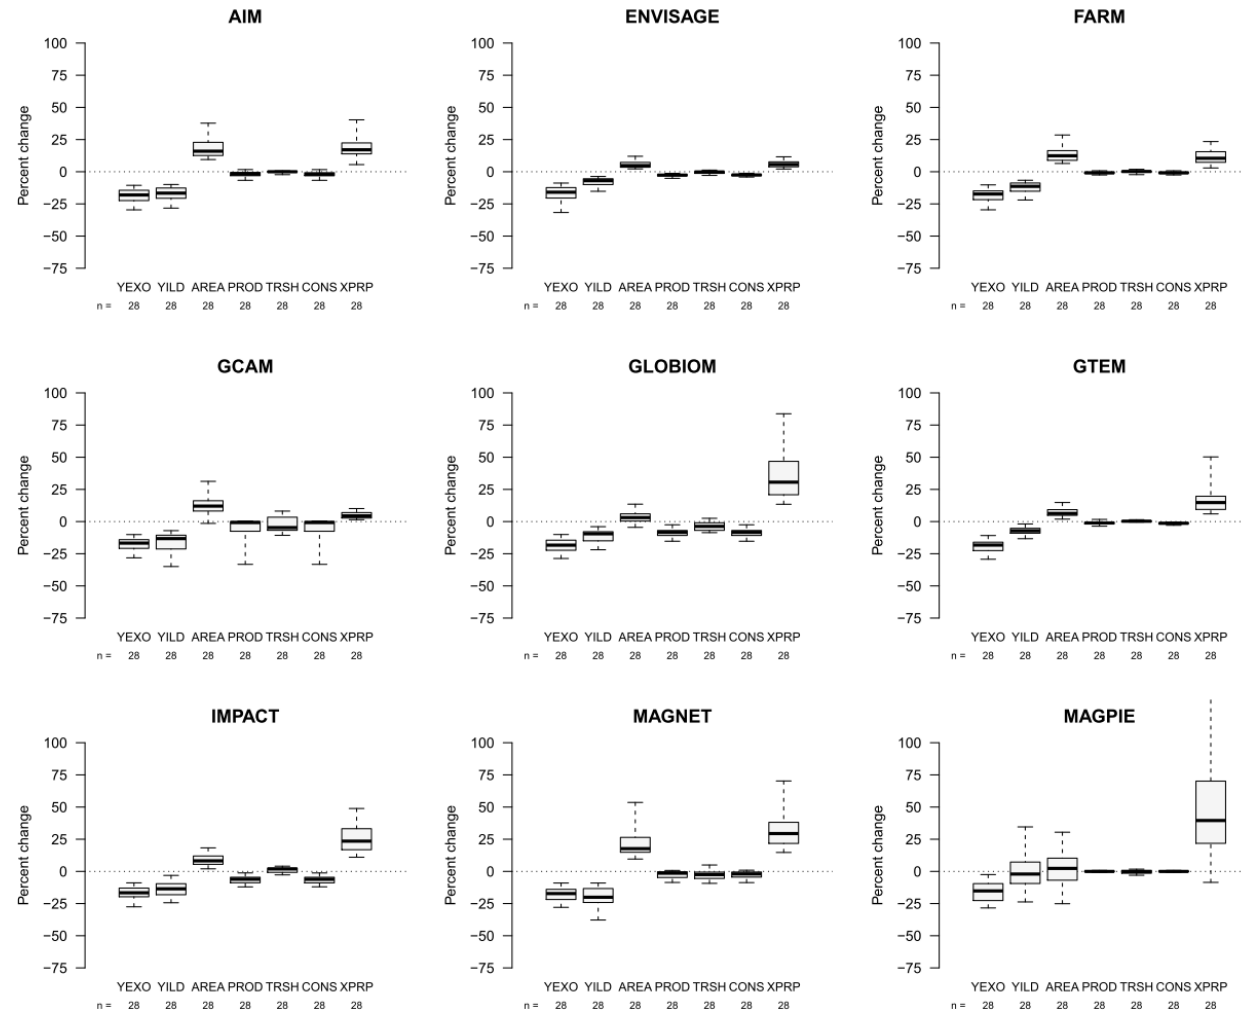 AIM
ENVISAGE
FARM
Percent change
100
75
50
25
0
−25
−50
−75
YEXO YILD AREA PROD TRSH CONS XPRP
n = 28 28 28 28 28 28 28
Percent change
100
75
50
25
0
−25
−50
−75
YEXO YILD AREA PROD TRSH CONS XPRP
n = 28 28 28 28 28 28 28
Percent change
100
75
50
25
0
−25
−50
−75
YEXO YILD AREA PROD TRSH CONS XPRP
n = 28 28 28 28 28 28 28
GCAM
GLOBIOM
GTEM
Percent change
100
75
50
25
0
−25
−50
−75
YEXO YILD AREA PROD TRSH CONS XPRP
n = 28 28 28 28 28 28 28
Percent change
100
75
50
25
0
−25
−50
−75
YEXO YILD AREA PROD TRSH CONS XPRP
n = 28 28 28 28 28 28 28
Percent change
100
75
50
25
0
−25
−50
−75
YEXO YILD AREA PROD TRSH CONS XPRP
n = 28 28 28 28 28 28 28
IMPACT
MAGNET
MAGPIE
Percent change
100
75
50
25
0
−25
−50
−75
YEXO YILD AREA PROD TRSH CONS XPRP
n = 28 28 28 28 28 28 28
Percent change
100
75
50
25
0
−25
−50
−75
YEXO YILD AREA PROD TRSH CONS XPRP
n = 28 28 28 28 28 28 28
Percent change
100
75
50
25
0
−25
−50
−75
YEXO YILD AREA PROD TRSH CONS XPRP
n = 28 28 28 28 28 28 28